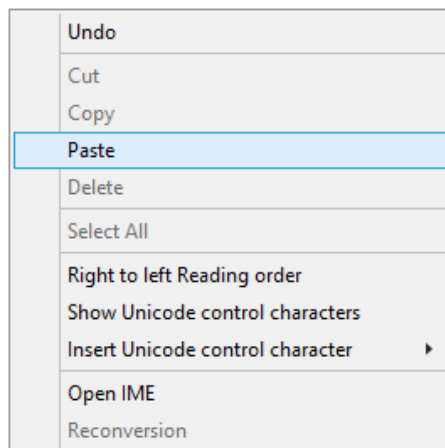 Undo
Cut
Copy
Paste
Delete
Select All
Right to left Reading order
Show Unicode control characters
Insert Unicode control character
Open IME
Reconversion